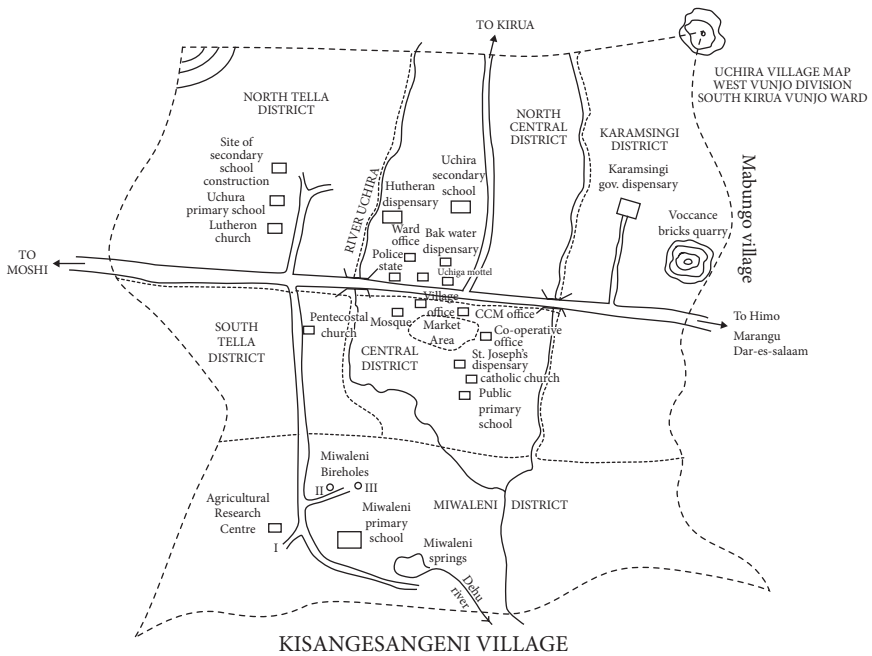 TO KIRUA
UCHIRA VILLAGE MAP
WEST VUNJO DIVISION
SOUTH KIRUA VUNJO WARD
NORTH TELLA
DISTRICT
NORTH
CENTRAL
DISTRICT
KARAMSINGI
DISTRICT
Site of
secondary
school
construction
Uchura
primary school
Lutheron
church
RIVER UCHIRA
Hutheran
dispensary
Uchira
secondary
school
Karamsingi
gov. dispensary
Mabungo village
Voccance
bricks quarry
Ward
office
Bak water
dispensary
Police
state
Uchiga mottel
TO
MOSHI
Village
office
CCM office
Mosque
Market
Area
Co-operative
office
To Himo
Marangu
Dar-es-salaam
Pentecostal
church
SOUTH
TELLA
DISTRICT
CENTRAL
DISTRICT
St. Joseph's
dispensary
catholic church
Public
primary
school
Miwaleni
Bireholes
II
III
Agricultural
Research
Centre
I
MIWALENI DISTRICT
Miwaleni
primary
school
Miwaleni
springs
Dehu
river
KISANGESANGENI VILLAGE